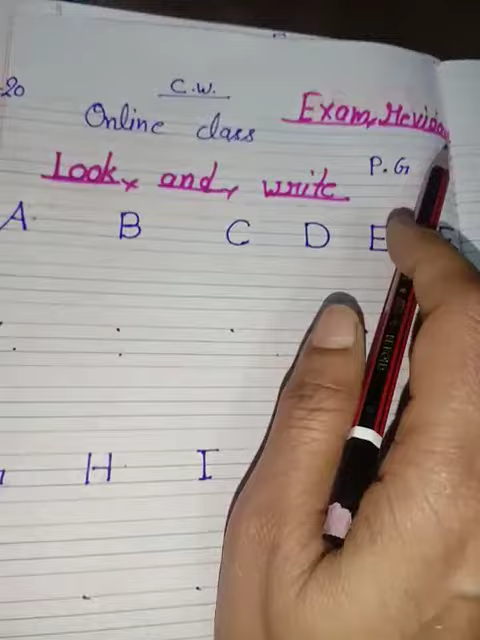 20 C.W.
Online class Exam, Revision
P.G
Look, and, write
A B C D E
H I